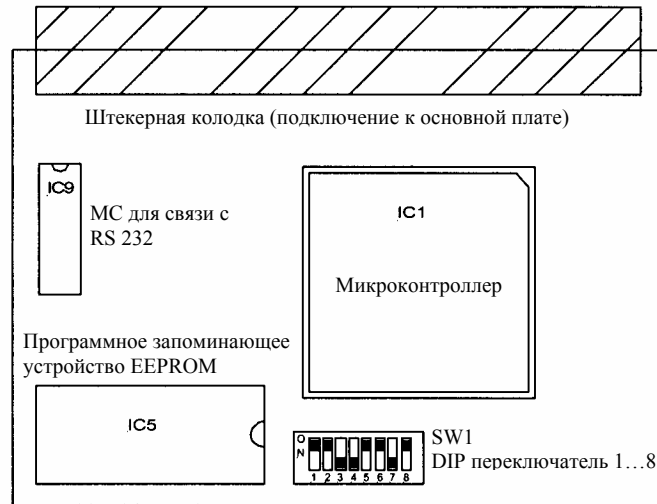 Штекерная колодка (подключение к основной плате)
IC9
МС для связи с
RS 232
IC1
Микроконтроллер
Программное запоминающее
устройство EEPROM
IC5
ON
1 2 3 4 5 6 7 8
SW1
DIP переключатель 1…8